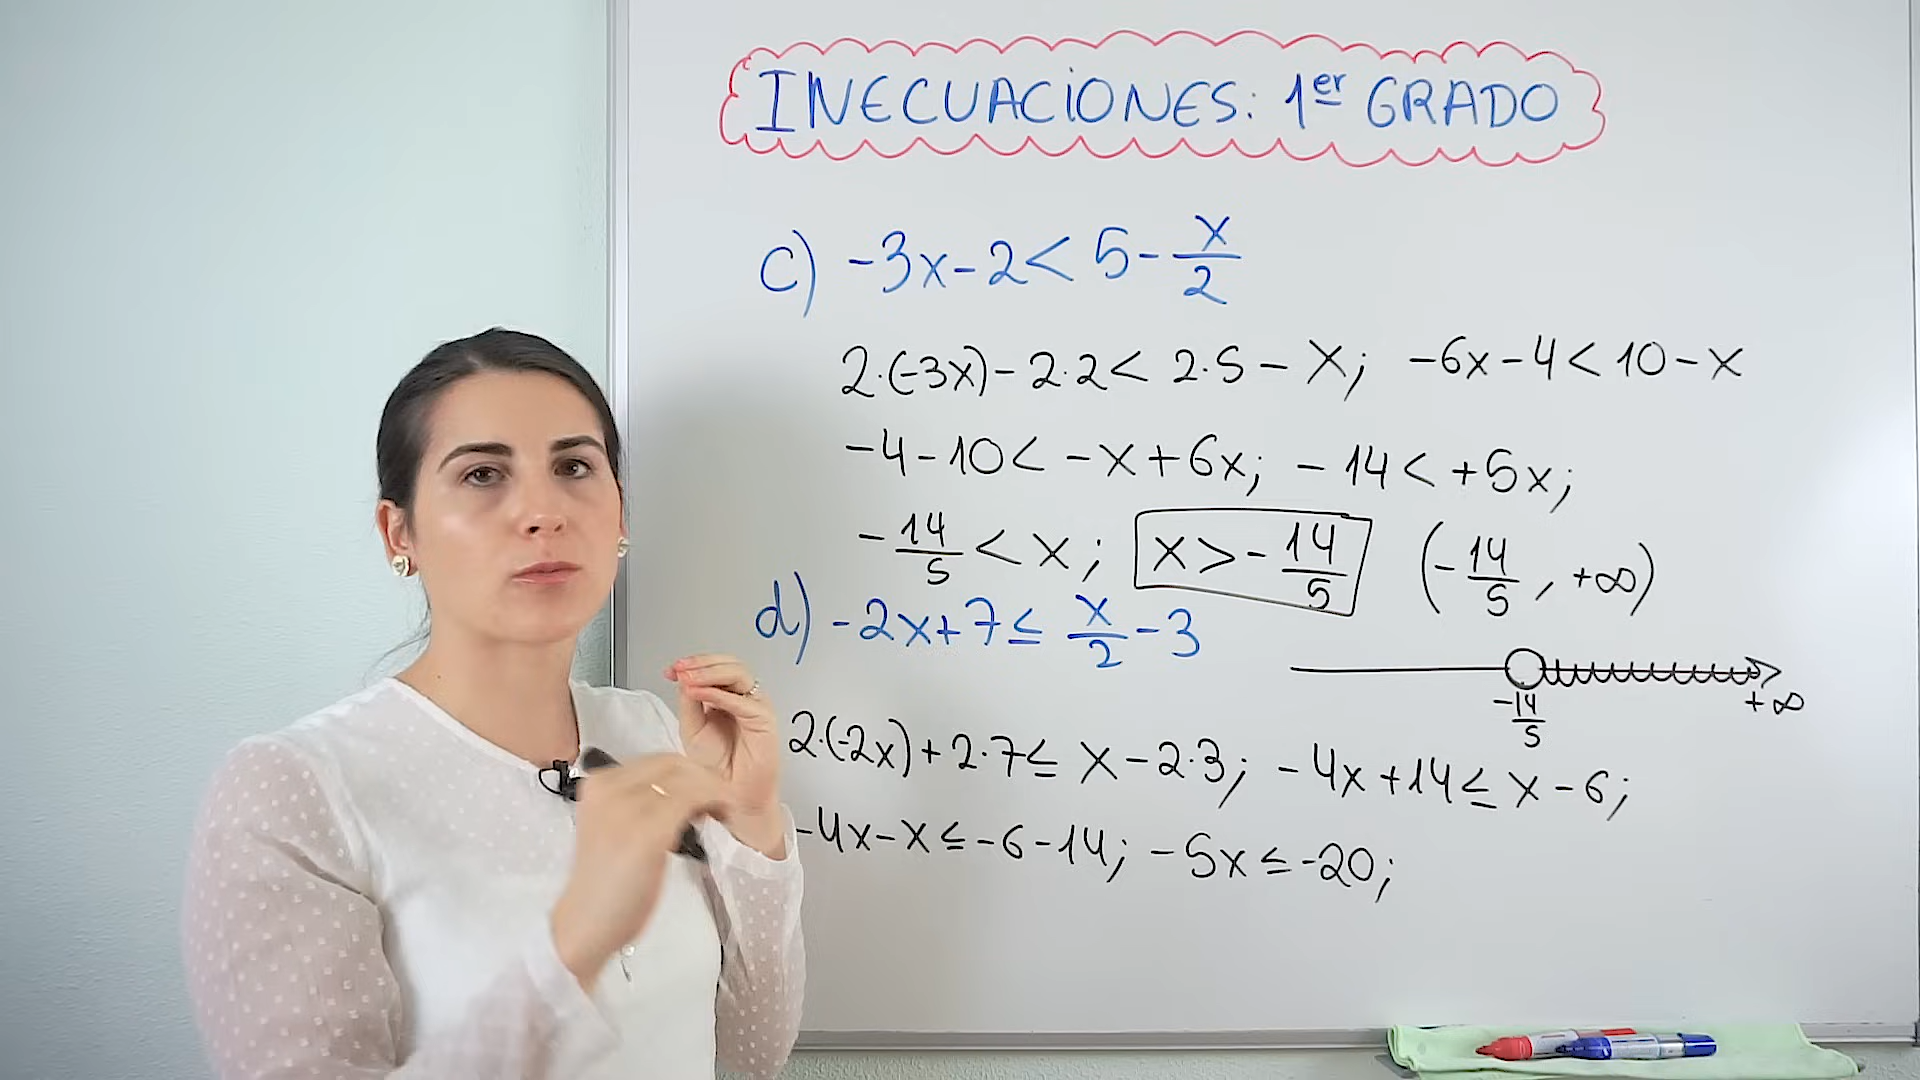 INECUACIONES: 1er GRADO
c) -3x-2 < 5 - x/2
2·(-3x) - 2·2 < 2·5 - x; -6x - 4 < 10 - x
-4 - 10 < -x + 6x; -14 < +5x;
-14/5 < x; x > -14/5 (-14/5, +∞)
d) -2x+7 ≤ x/2 - 3
-14/5 +∞
2·(-2x) + 2·7 ≤ x - 2·3; -4x + 14 ≤ x - 6;
-4x - x ≤ -6 - 14; -5x ≤ -20;